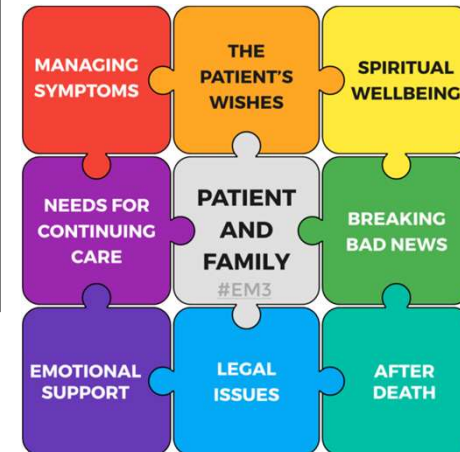 MANAGING
SYMPTOMS
THE
PATIENT'S
WISHES
SPIRITUAL
WELLBEING
NEEDS FOR
CONTINUING
CARE
PATIENT
AND
FAMILY
#EM3
BREAKING
BAD NEWS
EMOTIONAL
SUPPORT
LEGAL
ISSUES
AFTER
DEATH